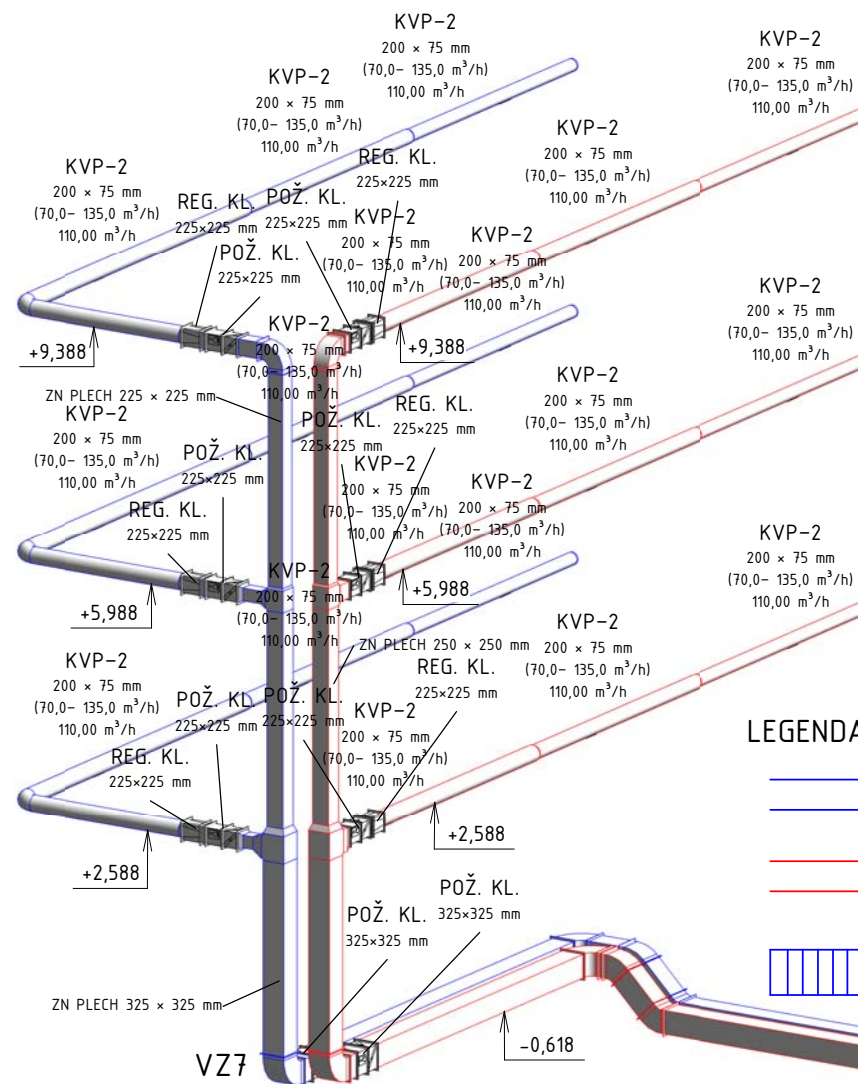 KVP-2
200 × 75 mm
(70,0- 135,0 m³/h)
110,00 m³/h
KVP-2
200 × 75 mm
(70,0- 135,0 m³/h)
110,00 m³/h
KVP-2
200 × 75 mm
(70,0- 135,0 m³/h)
110,00 m³/h
KVP-2
200 × 75 mm
(70,0- 135,0 m³/h)
110,00 m³/h
KVP-2
200 × 75 mm
(70,0- 135,0 m³/h)
110,00 m³/h
REG. KL.
225×225 mm
REG. KL.
225×225 mm
POŽ. KL.
225×225 mm
POŽ. KL.
225×225 mm
KVP-2
200 × 75 mm
(70,0- 135,0 m³/h)
110,00 m³/h
KVP-2
200 × 75 mm
(70,0- 135,0 m³/h)
110,00 m³/h
+9,388
+9,388
KVP-2
200 × 75 mm
(70,0- 135,0 m³/h)
110,00 m³/h
KVP-2
200 × 75 mm
(70,0- 135,0 m³/h)
110,00 m³/h
ZN PLECH 225 × 225 mm
KVP-2
200 × 75 mm
(70,0- 135,0 m³/h)
110,00 m³/h
KVP-2
200 × 75 mm
(70,0- 135,0 m³/h)
110,00 m³/h
REG. KL.
225×225 mm
POŽ. KL.
225×225 mm
POŽ. KL.
225×225 mm
REG. KL.
225×225 mm
KVP-2
200 × 75 mm
(70,0- 135,0 m³/h)
110,00 m³/h
KVP-2
200 × 75 mm
(70,0- 135,0 m³/h)
110,00 m³/h
+5,988
+5,988
KVP-2
200 × 75 mm
(70,0- 135,0 m³/h)
110,00 m³/h
KVP-2
200 × 75 mm
(70,0- 135,0 m³/h)
110,00 m³/h
KVP-2
200 × 75 mm
(70,0- 135,0 m³/h)
110,00 m³/h
ZN PLECH 250 × 250 mm
KVP-2
200 × 75 mm
(70,0- 135,0 m³/h)
110,00 m³/h
REG. KL.
225×225 mm
POŽ. KL.
225×225 mm
POŽ. KL.
225×225 mm
REG. KL.
225×225 mm
KVP-2
200 × 75 mm
(70,0- 135,0 m³/h)
110,00 m³/h
+2,588
+2,588
LEGENDA
POŽ. KL.
325×325 mm
POŽ. KL.
325×325 mm
ZN PLECH 325 × 325 mm
-0,618
VZ7